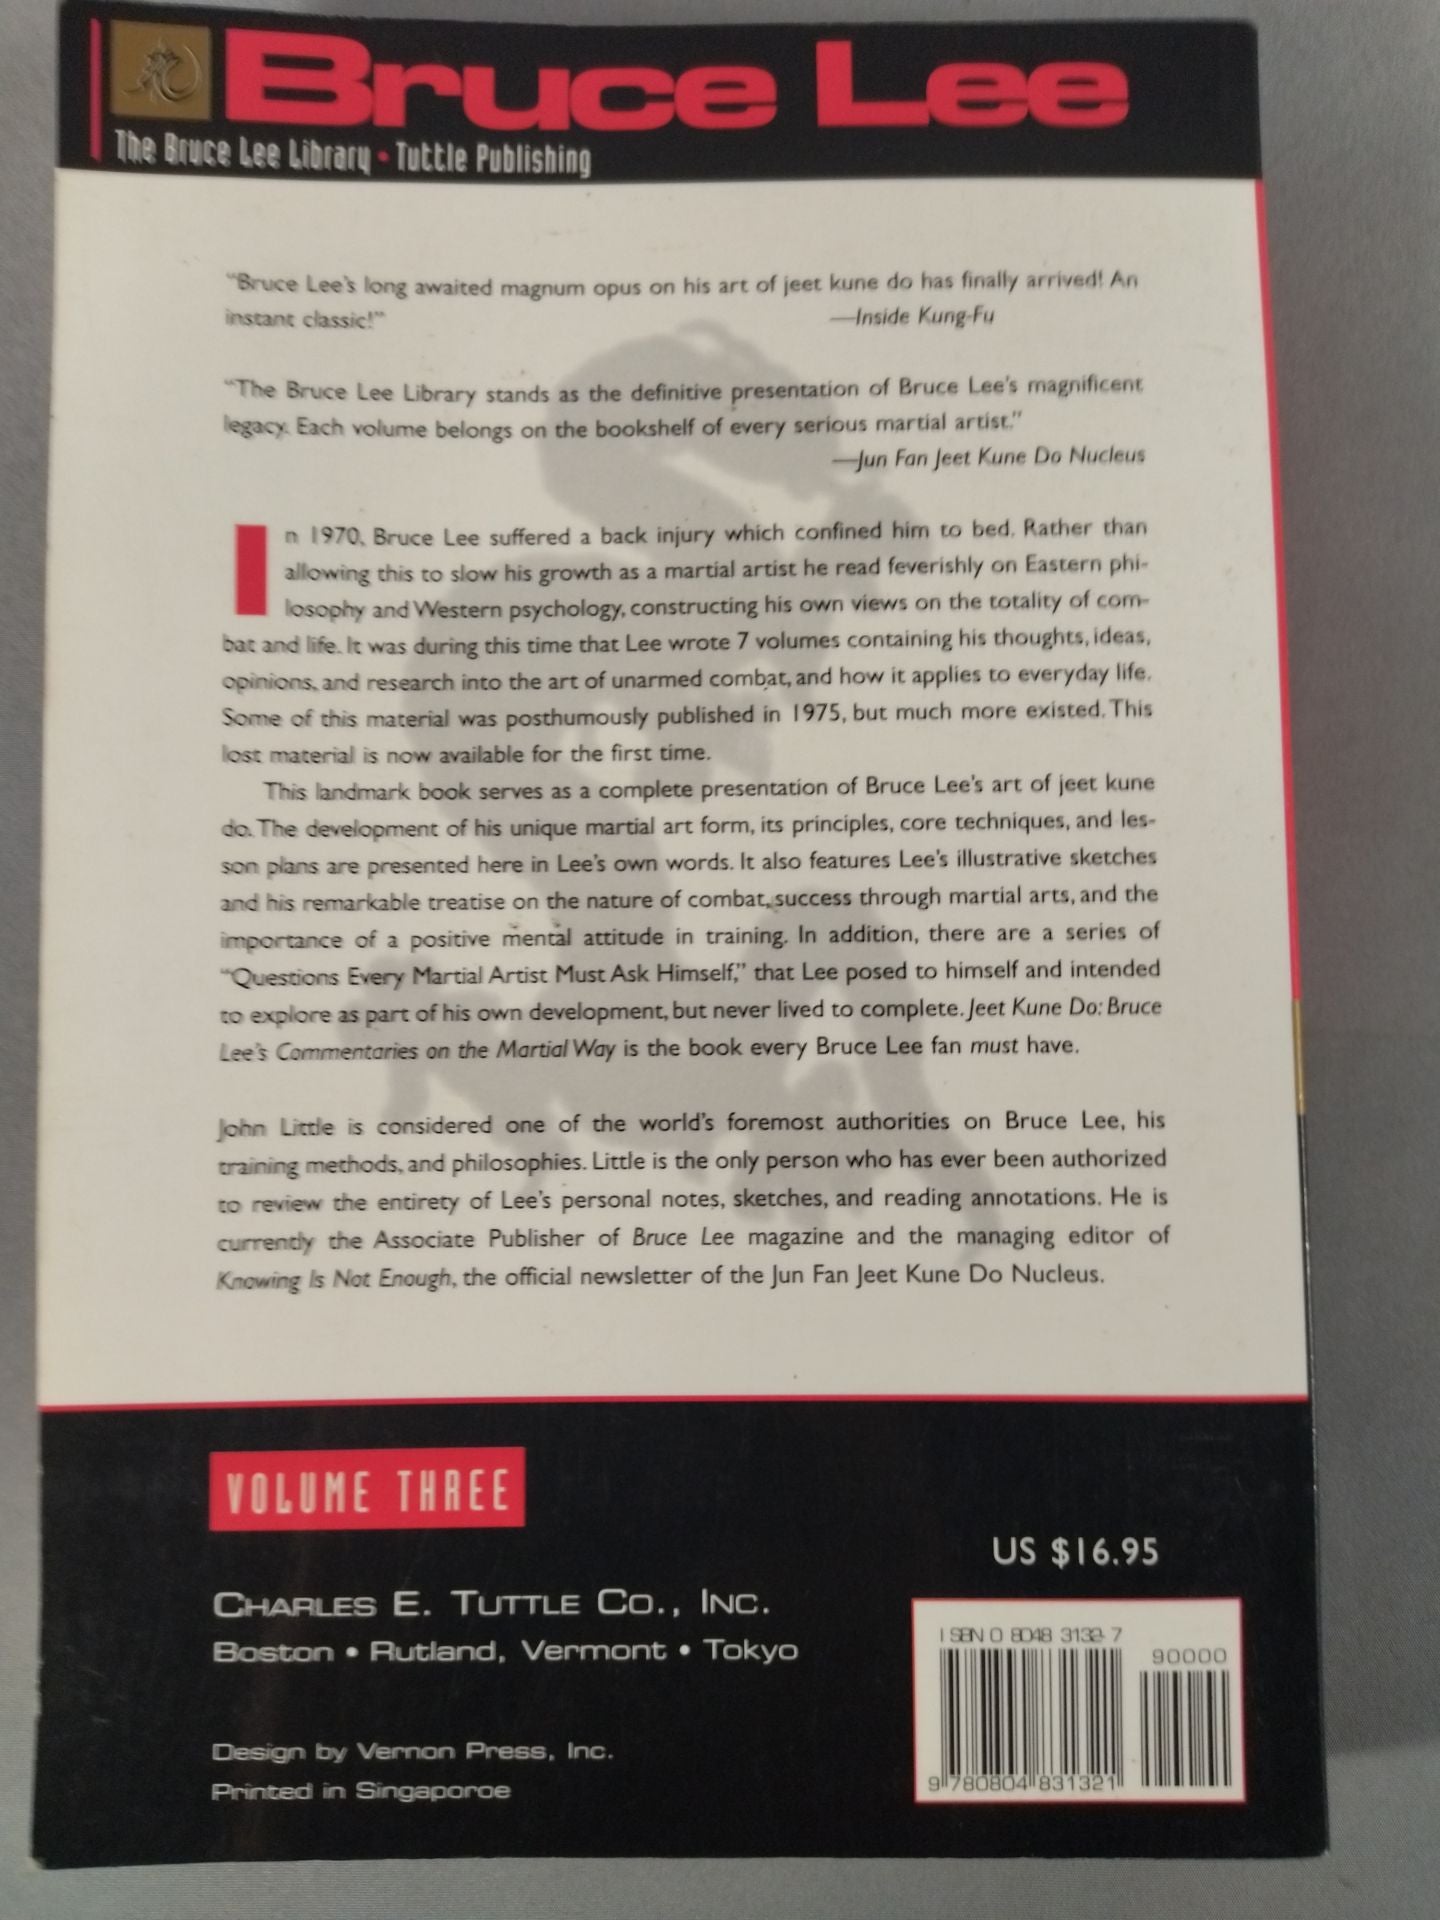 Bruce Lee
The Bruce Lee Library • Tuttle Publishing
“Bruce Lee’s long awaited magnum opus on his art of jeet kune do has finally arrived! An
instant classic!” —Inside Kung-Fu
“The Bruce Lee Library stands as the definitive presentation of Bruce Lee’s magnificent
legacy. Each volume belongs on the bookshelf of every serious martial artist.”
—Jun Fan Jeet Kune Do Nucleus
In 1970, Bruce Lee suffered a back injury which confined him to bed. Rather than
allowing this to slow his growth as a martial artist he read feverishly on Eastern phi-
losophy and Western psychology, constructing his own views on the totality of com-
bat and life. It was during this time that Lee wrote 7 volumes containing his thoughts, ideas,
opinions, and research into the art of unarmed combat, and how it applies to everyday life.
Some of this material was posthumously published in 1975, but much more existed. This
lost material is now available for the first time.
This landmark book serves as a complete presentation of Bruce Lee’s art of jeet kune
do. The development of his unique martial art form, its principles, core techniques, and les-
son plans are presented here in Lee’s own words. It also features Lee’s illustrative sketches
and his remarkable treatise on the nature of combat, success through martial arts, and the
importance of a positive mental attitude in training. In addition, there are a series of
“Questions Every Martial Artist Must Ask Himself,” that Lee posed to himself and intended
to explore as part of his own development, but never lived to complete. Jeet Kune Do: Bruce
Lee’s Commentaries on the Martial Way is the book every Bruce Lee fan must have.
John Little is considered one of the world’s foremost authorities on Bruce Lee, his
training methods, and philosophies. Little is the only person who has ever been authorized
to review the entirety of Lee’s personal notes, sketches, and reading annotations. He is
currently the Associate Publisher of Bruce Lee magazine and the managing editor of
Knowing Is Not Enough, the official newsletter of the Jun Fan Jeet Kune Do Nucleus.
VOLUME THREE
US $16.95
CHARLES E. TUTTLE CO., INC.
Boston • Rutland, Vermont • Tokyo
ISBN 0 8048 3132-7
90000
9 780804 831321
Design by Vernon Press, Inc.
Printed in Singaporoe